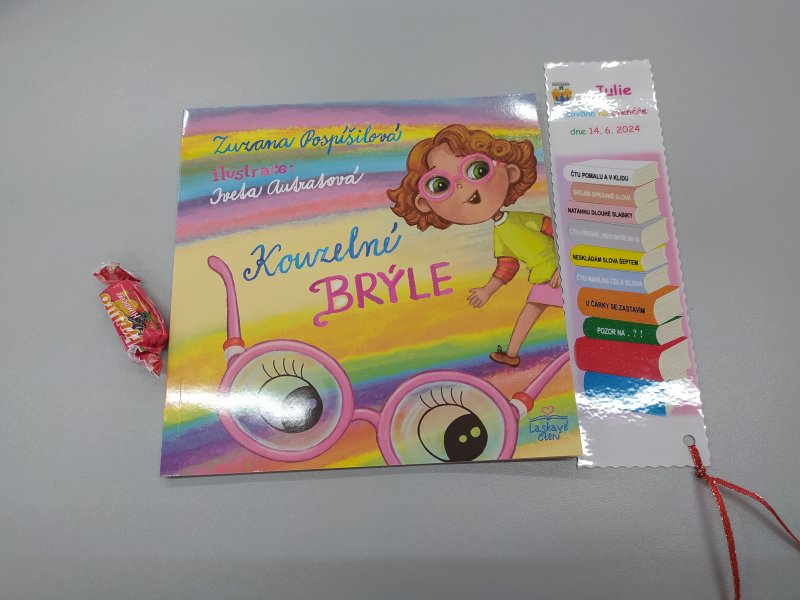 Zuzana Pospíšilová
ilustrace:
Iveta Autratová
Kouzelné
BRÝLE
Laskavé
čtení
Julie
na čtenáře
dne 14. 6. 2024
ČTU POMALU A V KLIDU
SPOJÍM SPRÁVNĚ SLOVA
NATÁHNU DLOUHÉ SLABIKY
ČTU PŘESNĚ, NEVYMÝŠLÍM SI
NESKLÁDÁM SLOVA ŠEPTEM
ČTU NAHLAS CELÁ SLOVA
U ČÁRKY SE ZASTAVÍM
POZOR NA . ? !